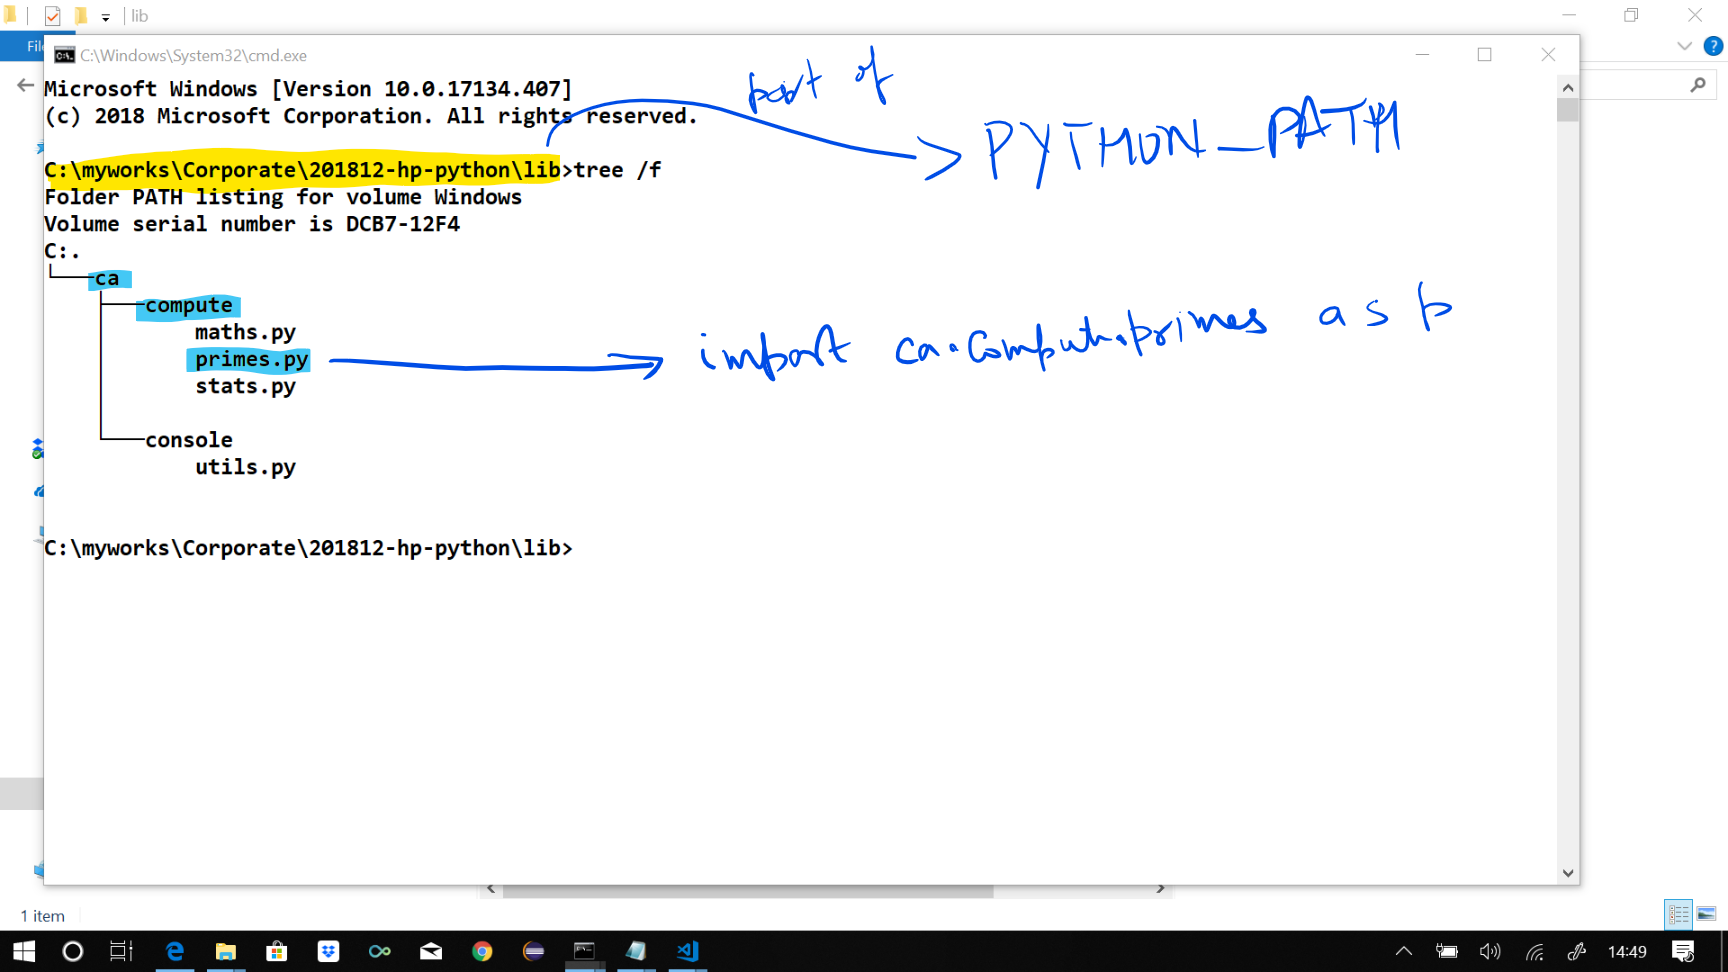 lib
File
C:\Windows\System32\cmd.exe
Microsoft Windows [Version 10.0.17134.407]
(c) 2018 Microsoft Corporation. All rights reserved.
part of
PYTHON_PATH
C:\myworks\Corporate\201812-hp-python\lib>tree /f
Folder PATH listing for volume Windows
Volume serial number is DCB7-12F4
C:.
└───ca
├───compute
maths.py
primes.py
import ca.compute.primes as p
stats.py
└───console
utils.py
C:\myworks\Corporate\201812-hp-python\lib>
1 item
14:49